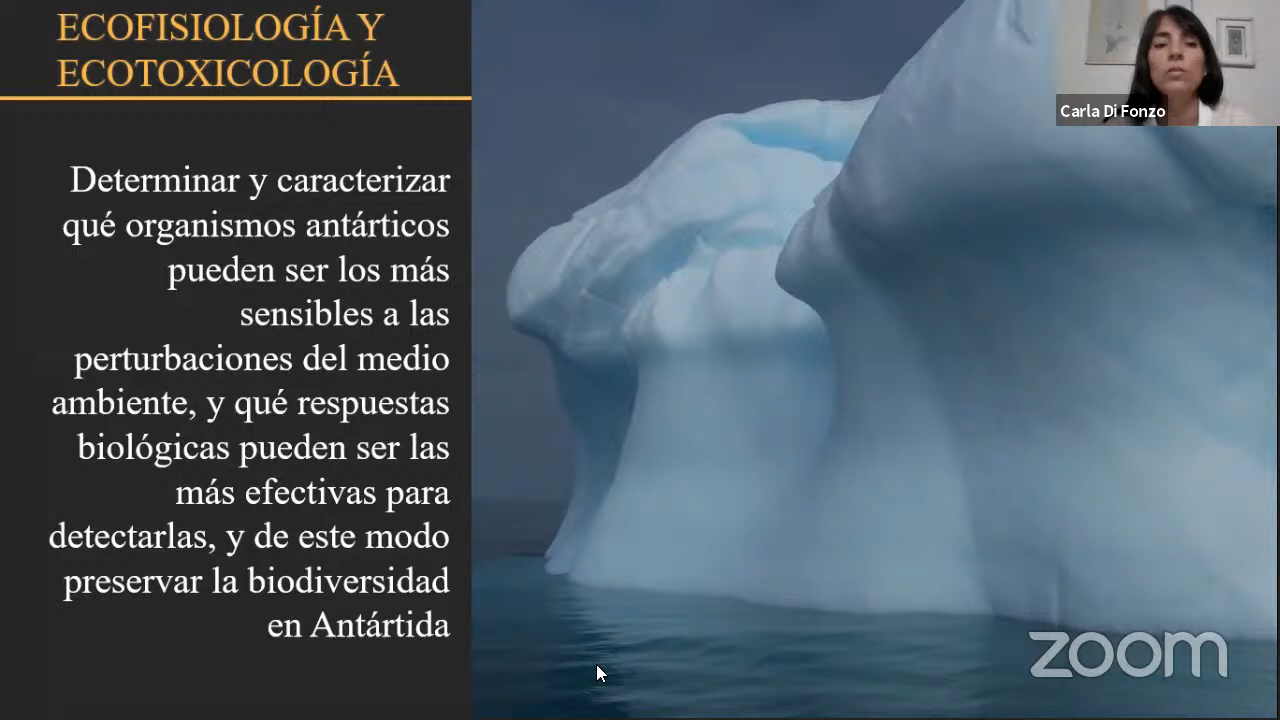 ECOFISIOLOGÍA Y
ECOTOXICOLOGÍA
Determinar y caracterizar
qué organismos antárticos
pueden ser los más
sensibles a las
perturbaciones del medio
ambiente, y qué respuestas
biológicas pueden ser las
más efectivas para
detectarlas, y de este modo
preservar la biodiversidad
en Antártida
Carla Di Fonzo
zoom